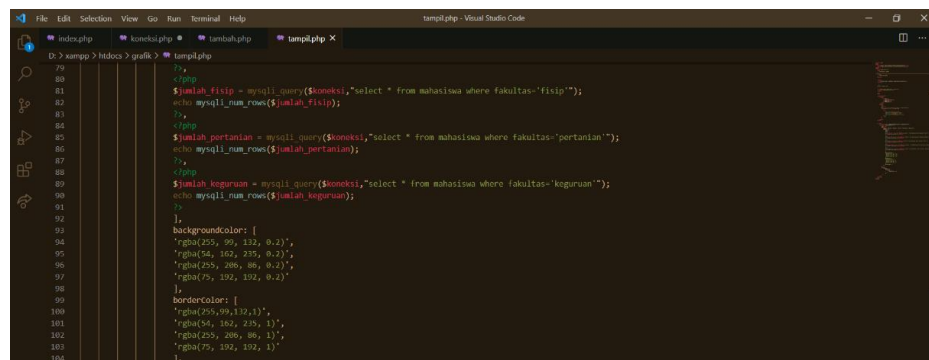 File Edit Selection View Go Run Terminal Help tampil.php - Visual Studio Code
index.php koneksi.php tambah.php tampil.php
D: > xampp > htdocs > grafik > tampil.php
79 ?>,
80 <?php
81 $jumlah_fisip = mysqli_query($koneksi,"select * from mahasiswa where fakultas='fisip'");
82 echo mysqli_num_rows($jumlah_fisip);
83 ?>,
84 <?php
85 $jumlah_pertanian = mysqli_query($koneksi,"select * from mahasiswa where fakultas='pertanian'");
86 echo mysqli_num_rows($jumlah_pertanian);
87 ?>,
88 <?php
89 $jumlah_keguruan = mysqli_query($koneksi,"select * from mahasiswa where fakultas='keguruan'");
90 echo mysqli_num_rows($jumlah_keguruan);
91 ?>
92 ],
93 backgroundColor: [
94 'rgba(255, 99, 132, 0.2)',
95 'rgba(54, 162, 235, 0.2)',
96 'rgba(255, 206, 86, 0.2)',
97 'rgba(75, 192, 192, 0.2)'
98 ],
99 borderColor: [
100 'rgba(255,99,132,1)',
101 'rgba(54, 162, 235, 1)',
102 'rgba(255, 206, 86, 1)',
103 'rgba(75, 192, 192, 1)'
104 ]